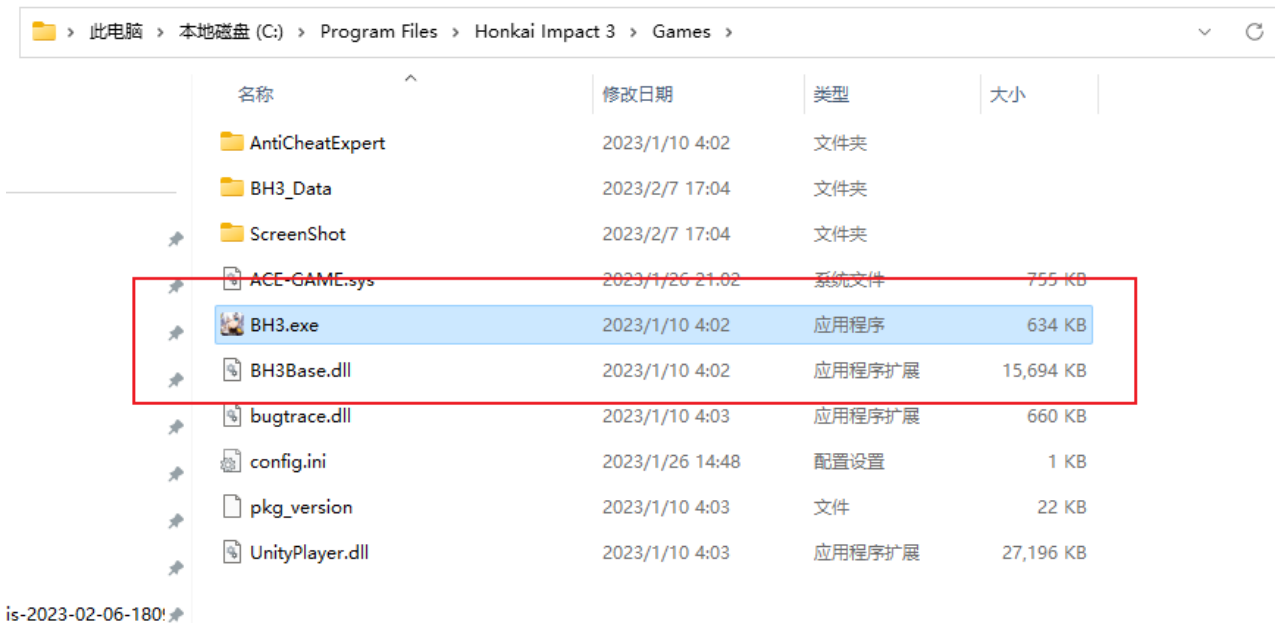 此电脑 > 本地磁盘 (C:) > Program Files > Honkai Impact 3 > Games >
名称 修改日期 类型 大小
AntiCheatExpert 2023/1/10 4:02 文件夹
BH3_Data 2023/2/7 17:04 文件夹
ScreenShot 2023/2/7 17:04 文件夹
ACE-GAME.sys 2023/1/26 21:02 系统文件 755 KB
BH3.exe 2023/1/10 4:02 应用程序 634 KB
BH3Base.dll 2023/1/10 4:02 应用程序扩展 15,694 KB
bugtrace.dll 2023/1/10 4:03 应用程序扩展 660 KB
config.ini 2023/1/26 14:48 配置设置 1 KB
pkg_version 2023/1/10 4:03 文件 22 KB
UnityPlayer.dll 2023/1/10 4:03 应用程序扩展 27,196 KB
is-2023-02-06-180